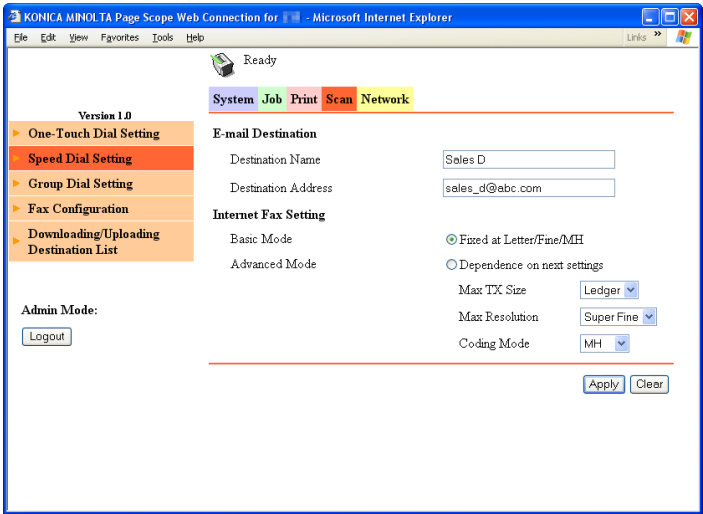 KONICA MINOLTA Page Scope Web Connection for - Microsoft Internet Explorer
File Edit View Favorites Tools Help Links »
Ready
System Job Print Scan Network
Version 1.0
One-Touch Dial Setting
Speed Dial Setting
Group Dial Setting
Fax Configuration
Downloading/Uploading
Destination List
Admin Mode:
Logout
E-mail Destination
Destination Name Sales D
Destination Address sales_d@abc.com
Internet Fax Setting
Basic Mode Fixed at Letter/Fine/MH
Advanced Mode Dependence on next settings
Max TX Size Ledger
Max Resolution Super Fine
Coding Mode MH
Apply Clear